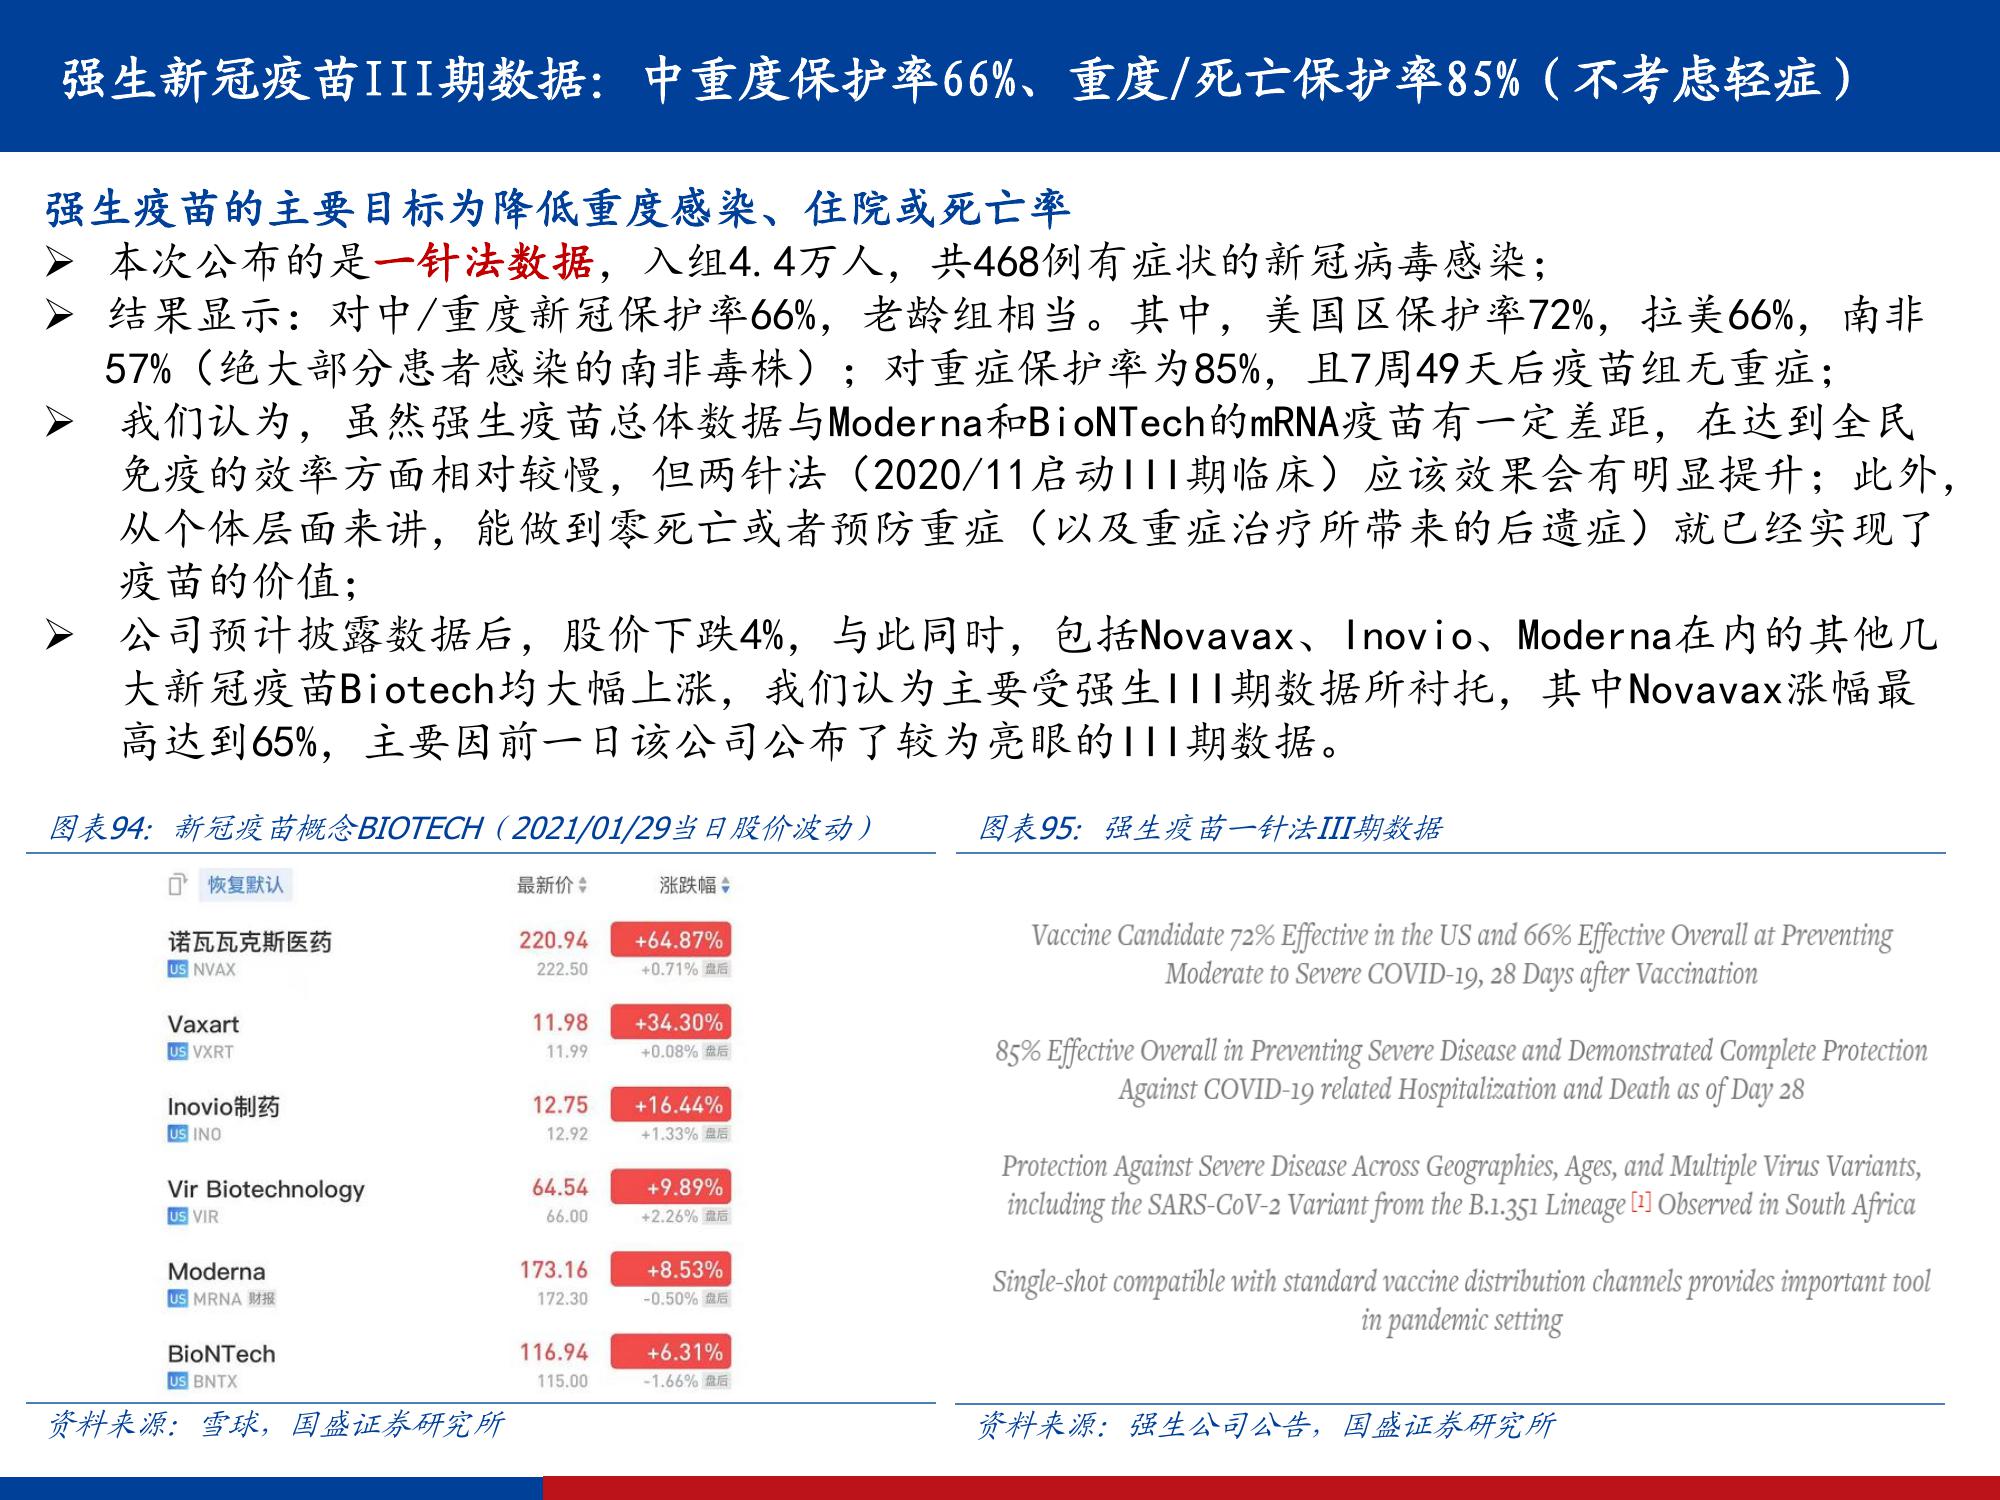 强生新冠疫苗III期数据：中重度保护率66%、重度/死亡保护率85%（不考虑轻症）
强生疫苗的主要目标为降低重度感染、住院或死亡率
➢ 本次公布的是一针法数据，入组4.4万人，共468例有症状的新冠病毒感染；
➢ 结果显示：对中/重度新冠保护率66%，老龄组相当。其中，美国区保护率72%，拉美66%，南非
57%（绝大部分患者感染的南非毒株）；对重症保护率为85%，且7周49天后疫苗组无重症；
➢ 我们认为，虽然强生疫苗总体数据与Moderna和BioNTech的mRNA疫苗有一定差距，在达到全民
免疫的效率方面相对较慢，但两针法（2020/11启动III期临床）应该效果会有明显提升；此外，
从个体层面来讲，能做到零死亡或者预防重症（以及重症治疗所带来的后遗症）就已经实现了
疫苗的价值；
➢ 公司预计披露数据后，股价下跌4%，与此同时，包括Novavax、Inovio、Moderna在内的其他几
大新冠疫苗Biotech均大幅上涨，我们认为主要受强生III期数据所衬托，其中Novavax涨幅最
高达到65%，主要因前一日该公司公布了较为亮眼的III期数据。
图表94：新冠疫苗概念BIOTECH（2021/01/29当日股价波动）
恢复默认 最新价 涨跌幅
诺瓦瓦克斯医药 220.94 +64.87%
US NVAX 222.50 +0.71% 盘后
Vaxart 11.98 +34.30%
US VXRT 11.99 +0.08% 盘后
Inovio制药 12.75 +16.44%
US INO 12.92 +1.33% 盘后
Vir Biotechnology 64.54 +9.89%
US VIR 66.00 +2.26% 盘后
Moderna 173.16 +8.53%
US MRNA 财报 172.30 -0.50% 盘后
BioNTech 116.94 +6.31%
US BNTX 115.00 -1.66% 盘后
资料来源：雪球，国盛证券研究所
图表95：强生疫苗一针法III期数据
Vaccine Candidate 72% Effective in the US and 66% Effective Overall at Preventing
Moderate to Severe COVID-19, 28 Days after Vaccination
85% Effective Overall in Preventing Severe Disease and Demonstrated Complete Protection
Against COVID-19 related Hospitalization and Death as of Day 28
Protection Against Severe Disease Across Geographies, Ages, and Multiple Virus Variants,
including the SARS-CoV-2 Variant from the B.1.351 Lineage [1] Observed in South Africa
Single-shot compatible with standard vaccine distribution channels provides important tool
in pandemic setting
资料来源：强生公司公告，国盛证券研究所